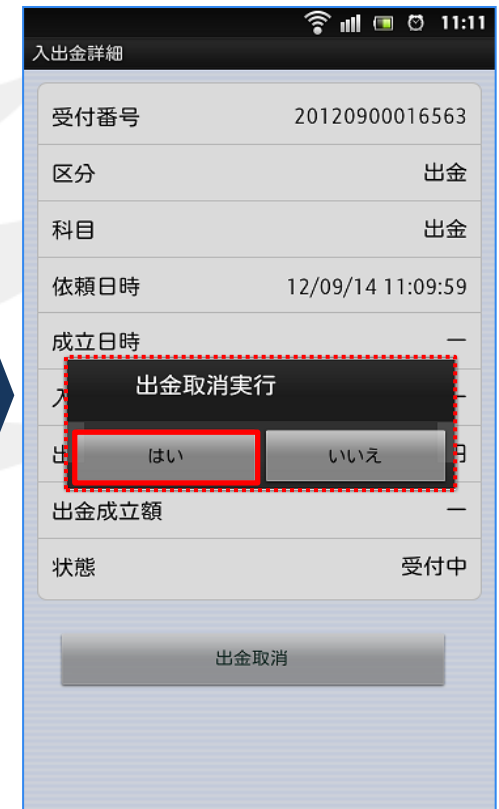 11:11
入出金詳細
受付番号 20120900016563
区分 出金
科目 出金
依頼日時 12/09/14 11:09:59
成立日時 —
出金取消実行
入 —
はい いいえ
出 円
出金成立額 —
状態 受付中
出金取消